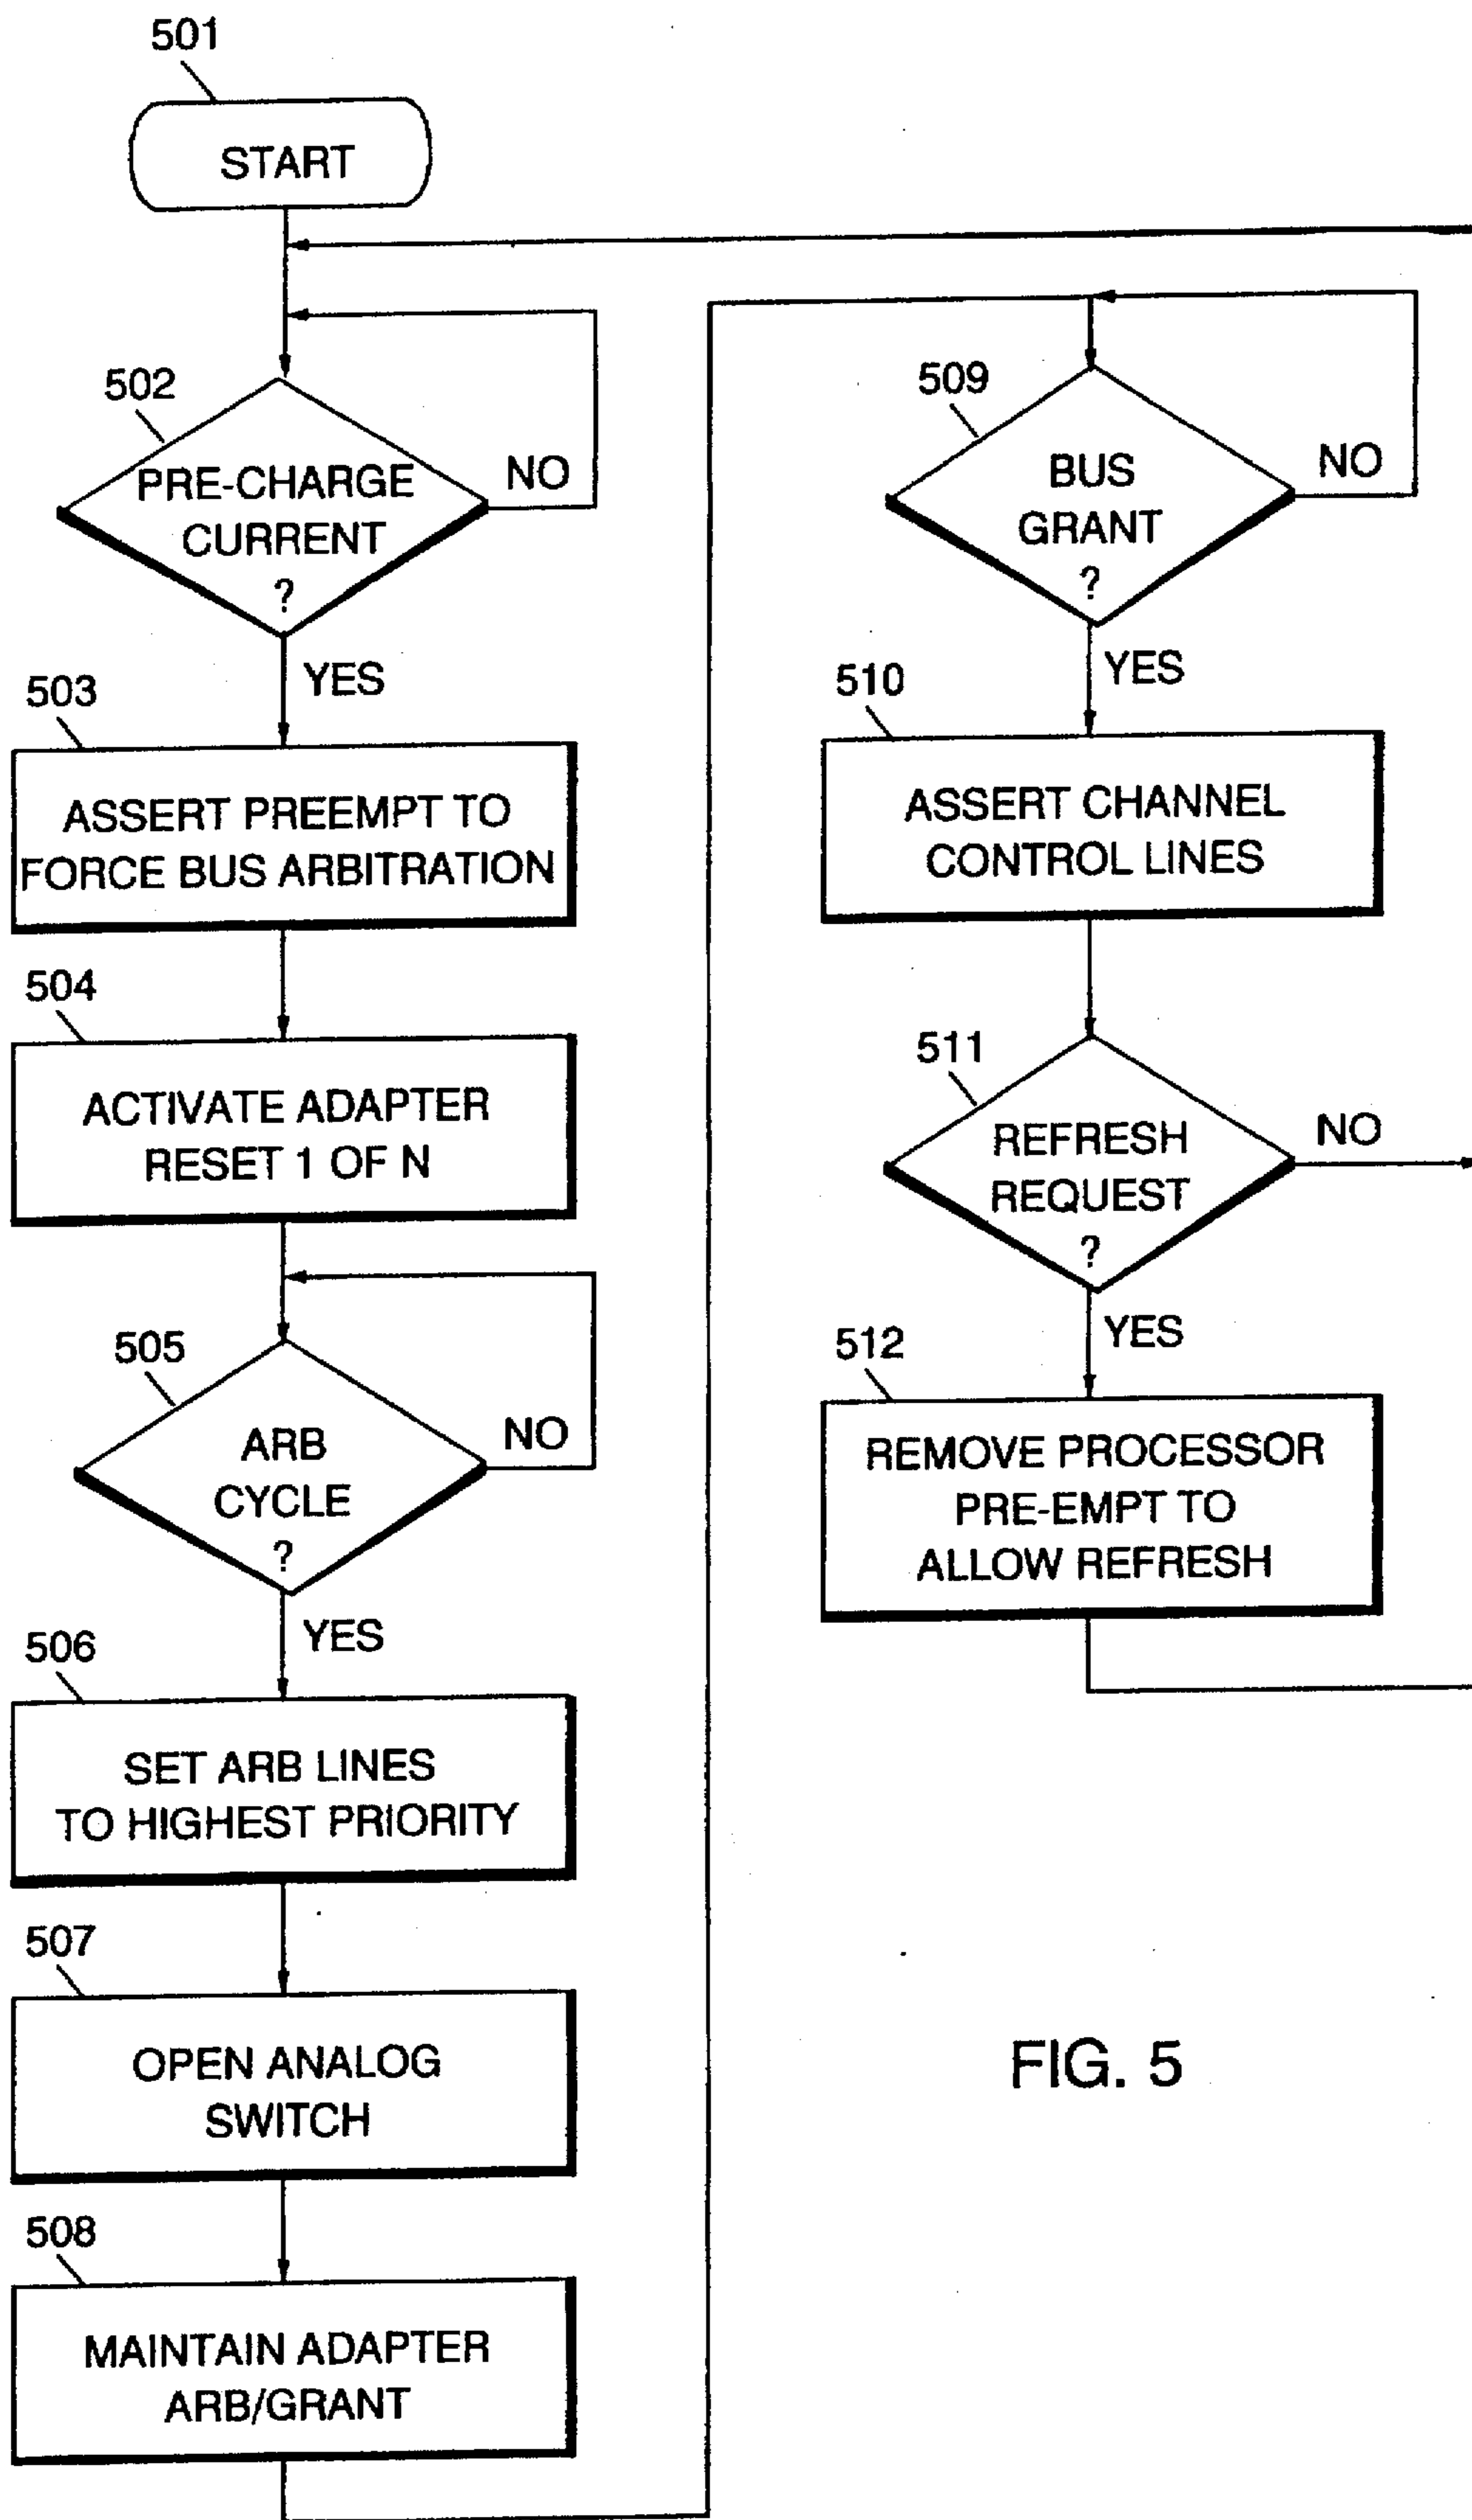 501
START
502
PRE-CHARGE
CURRENT
?
NO
YES
503
ASSERT PREEMPT TO
FORCE BUS ARBITRATION
504
ACTIVATE ADAPTER
RESET 1 OF N
505
ARB
CYCLE
?
NO
YES
506
SET ARB LINES
TO HIGHEST PRIORITY
507
OPEN ANALOG
SWITCH
508
MAINTAIN ADAPTER
ARB/GRANT
509
BUS
GRANT
?
NO
YES
510
ASSERT CHANNEL
CONTROL LINES
511
REFRESH
REQUEST
?
NO
YES
512
REMOVE PROCESSOR
PRE-EMPT TO
ALLOW REFRESH
FIG. 5